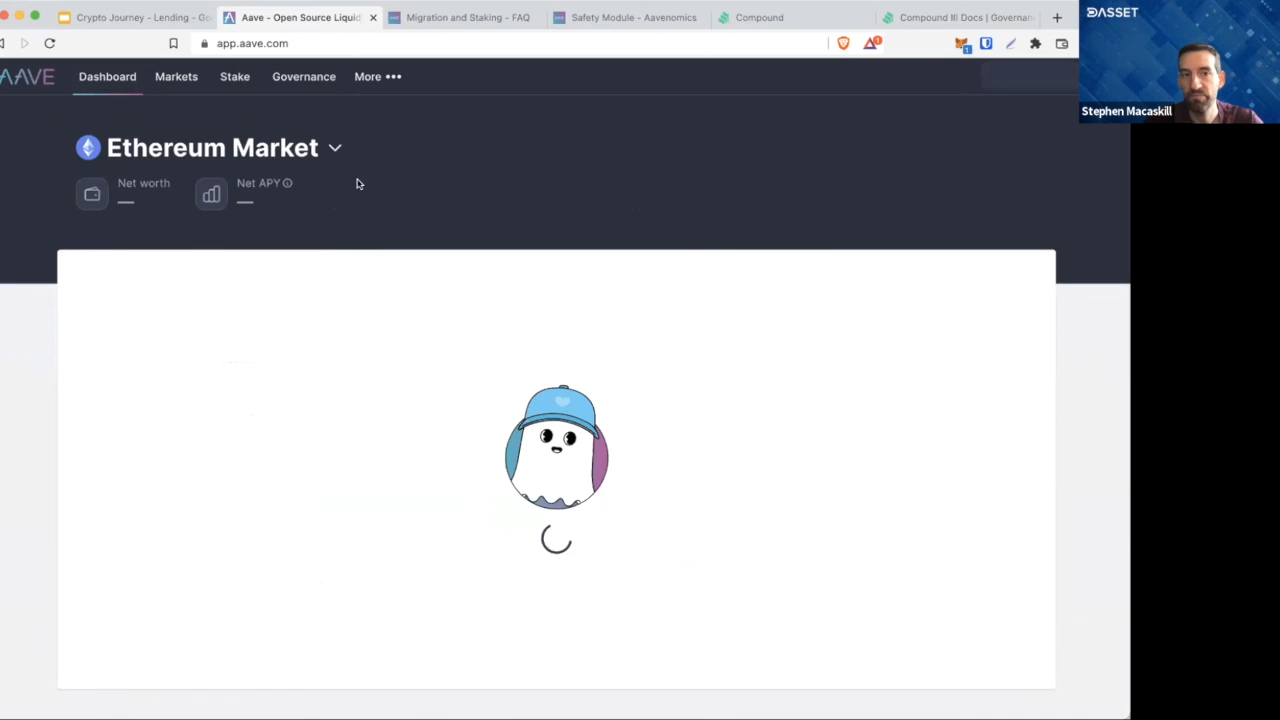 Crypto Journey - Lending - Go
Aave - Open Source Liquid
Migration and Staking - FAQ
Safety Module - Aavenomics
Compound
Compound III Docs | Governan
app.aave.com
1
1
DASSET
Stephen Macaskill
AAVE
Dashboard
Markets
Stake
Governance
More
Ethereum Market
Net worth
—
Net APY
—